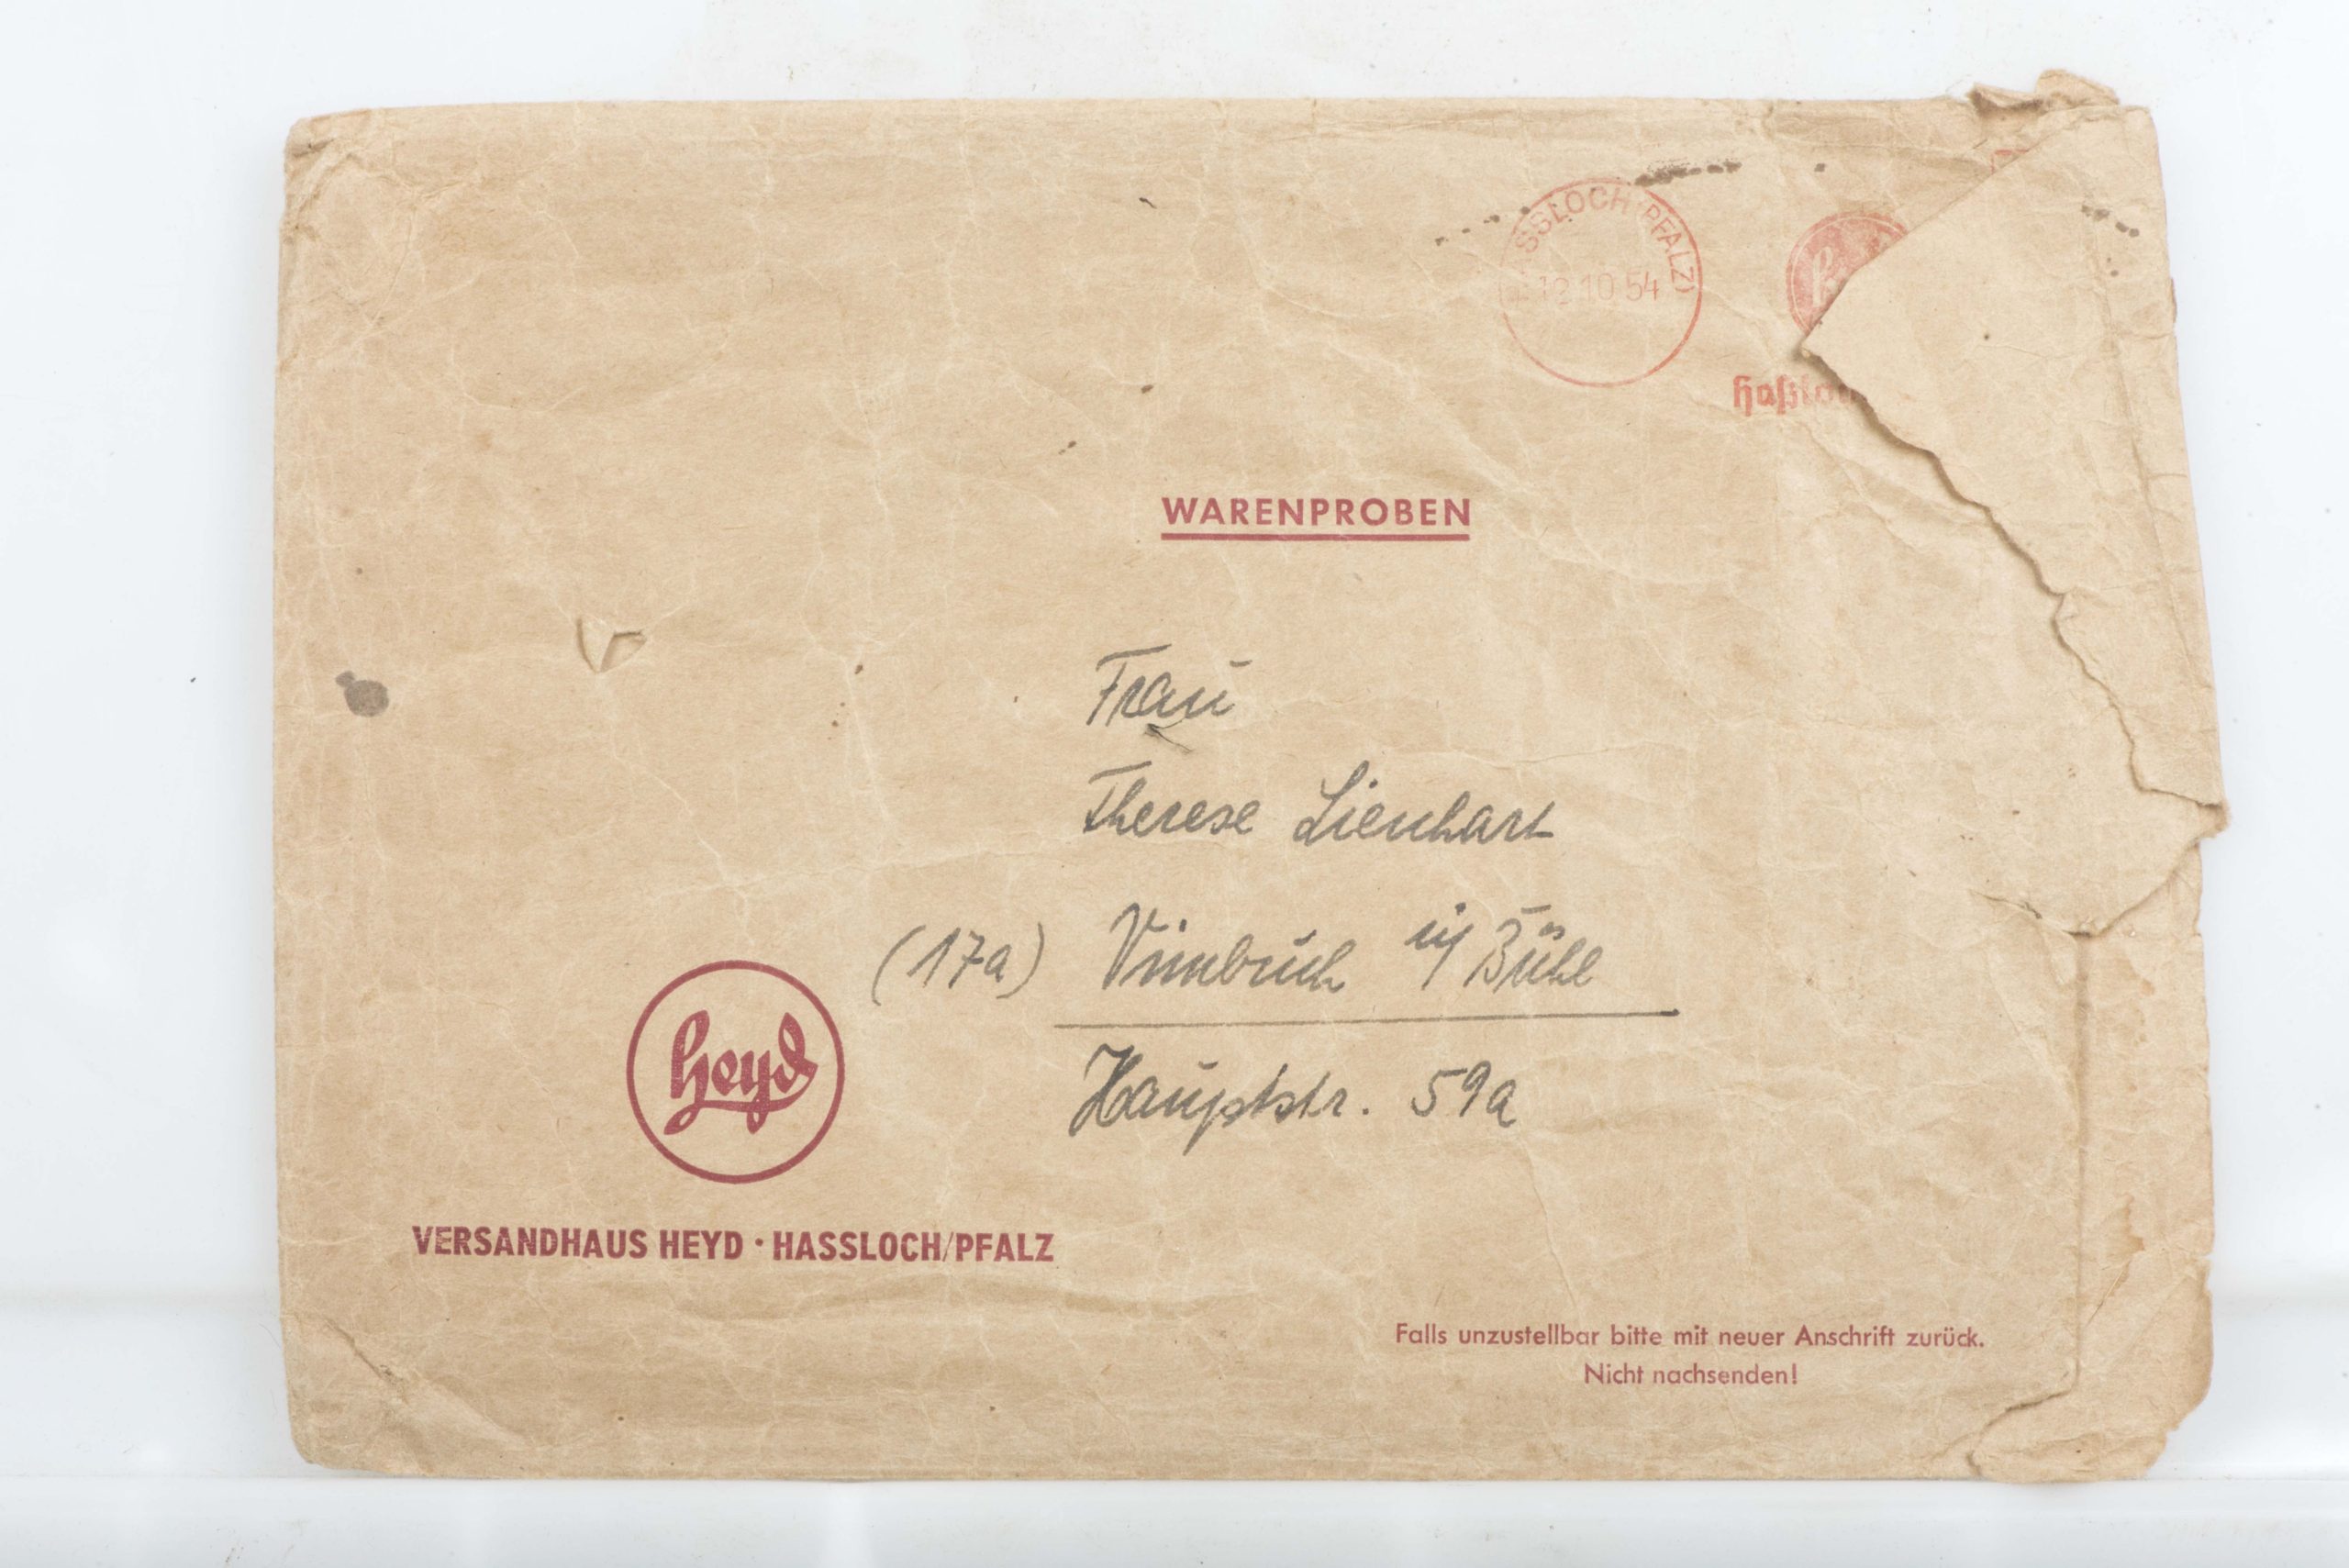 SSLOCH (PFALZ)
12.10.54
Hasslo
WARENPROBEN
Frau
Therese Lienhart
(17a) Vimbuch ü/ Bühl
Hauptstr. 59a
Heyd
VERSANDHAUS HEYD · HASSLOCH/PFALZ
Falls unzustellbar bitte mit neuer Anschrift zurück.
Nicht nachsenden!